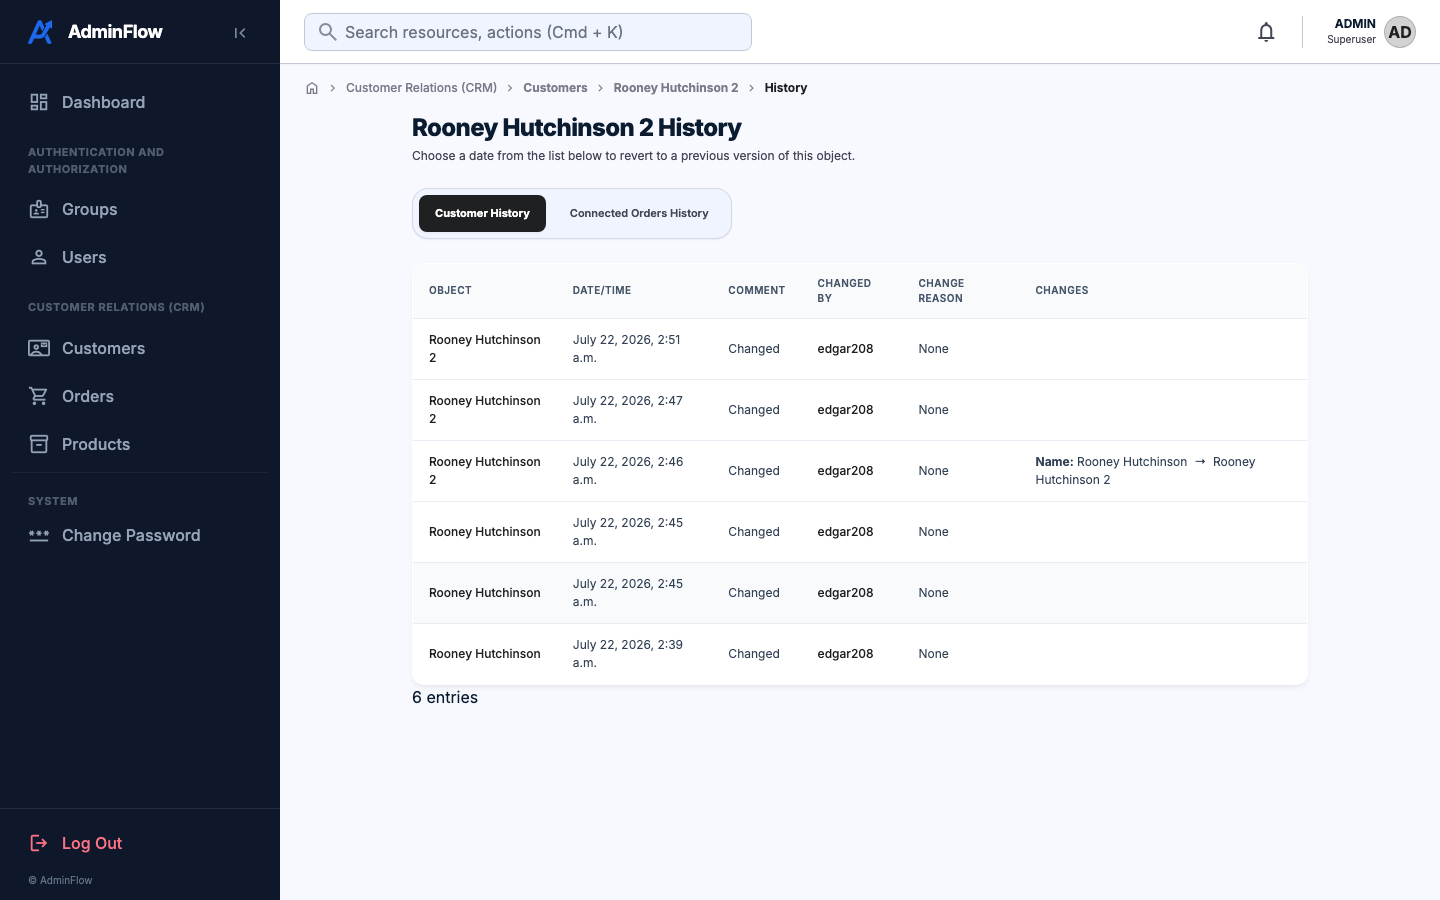 AdminFlow
Search resources, actions (Cmd + K)
ADMIN
Superuser
AD
Dashboard
AUTHENTICATION AND
AUTHORIZATION
Groups
Users
CUSTOMER RELATIONS (CRM)
Customers
Orders
Products
SYSTEM
Change Password
Log Out
© AdminFlow
Customer Relations (CRM) > Customers > Rooney Hutchinson 2 > History
Rooney Hutchinson 2 History
Choose a date from the list below to revert to a previous version of this object.
Customer History Connected Orders History
OBJECT DATE/TIME COMMENT CHANGED BY CHANGE REASON CHANGES
Rooney Hutchinson 2 July 22, 2026, 2:51 a.m. Changed edgar208 None
Rooney Hutchinson 2 July 22, 2026, 2:47 a.m. Changed edgar208 None
Rooney Hutchinson 2 July 22, 2026, 2:46 a.m. Changed edgar208 None Name: Rooney Hutchinson → Rooney Hutchinson 2
Rooney Hutchinson July 22, 2026, 2:45 a.m. Changed edgar208 None
Rooney Hutchinson July 22, 2026, 2:45 a.m. Changed edgar208 None
Rooney Hutchinson July 22, 2026, 2:39 a.m. Changed edgar208 None
6 entries